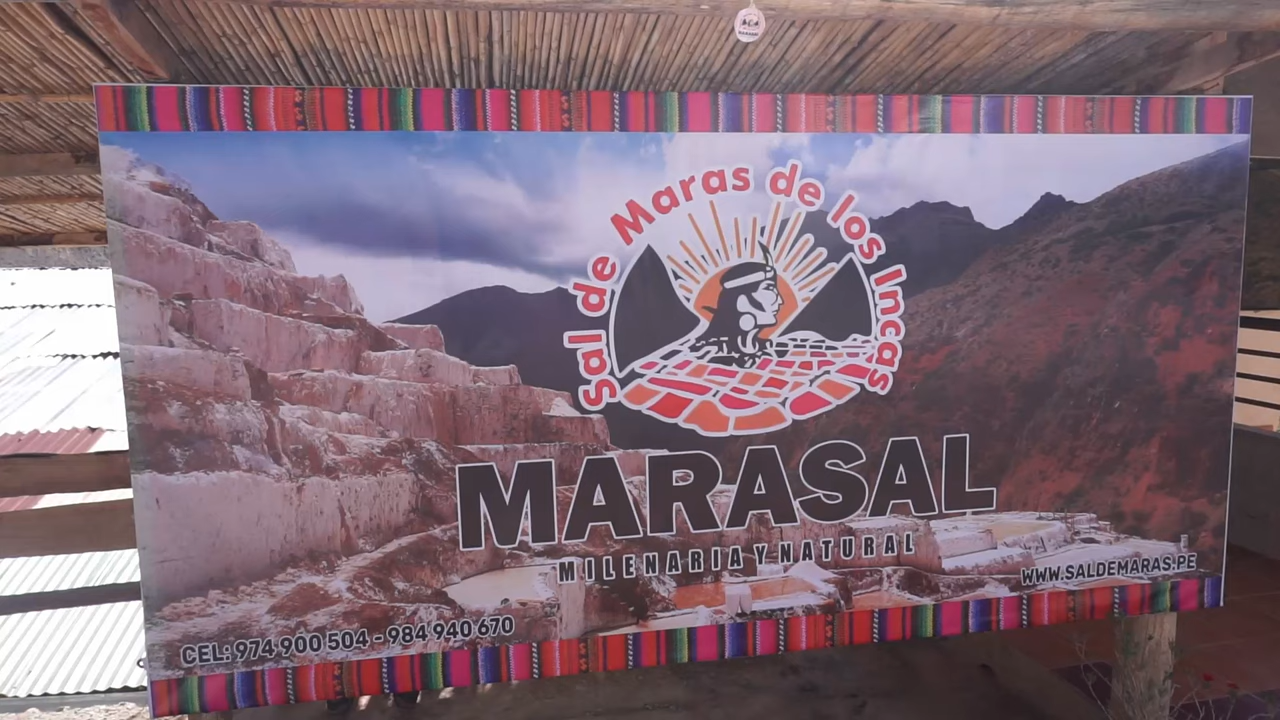 Sal de Maras de los Incas
MARASAL
MILENARIA Y NATURAL
WWW.SALDEMARAS.PE
CEL: 974 900 504 - 984 940 670